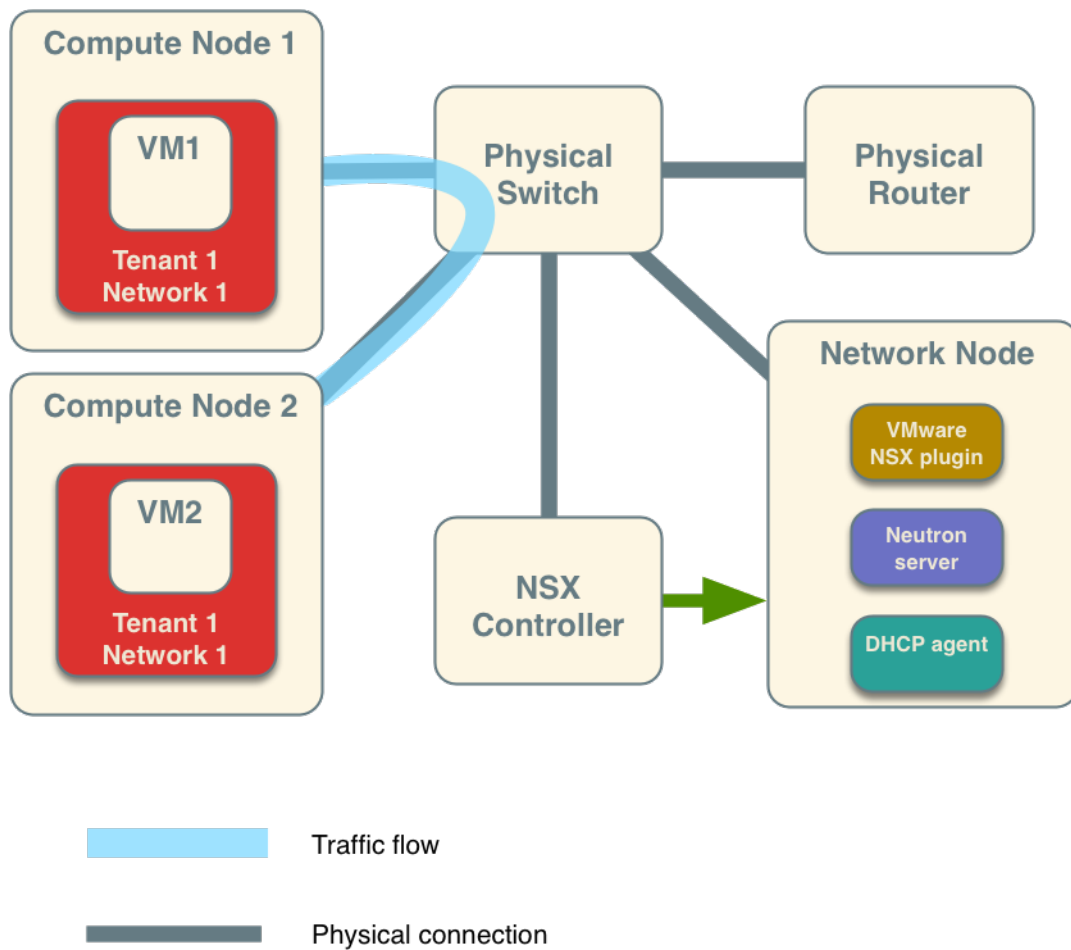 Compute Node 1
VM1
Tenant 1
Network 1
Physical
Switch
Physical
Router
Compute Node 2
VM2
Tenant 1
Network 1
NSX
Controller
Network Node
VMware
NSX plugin
Neutron
server
DHCP agent
Traffic flow
Physical connection